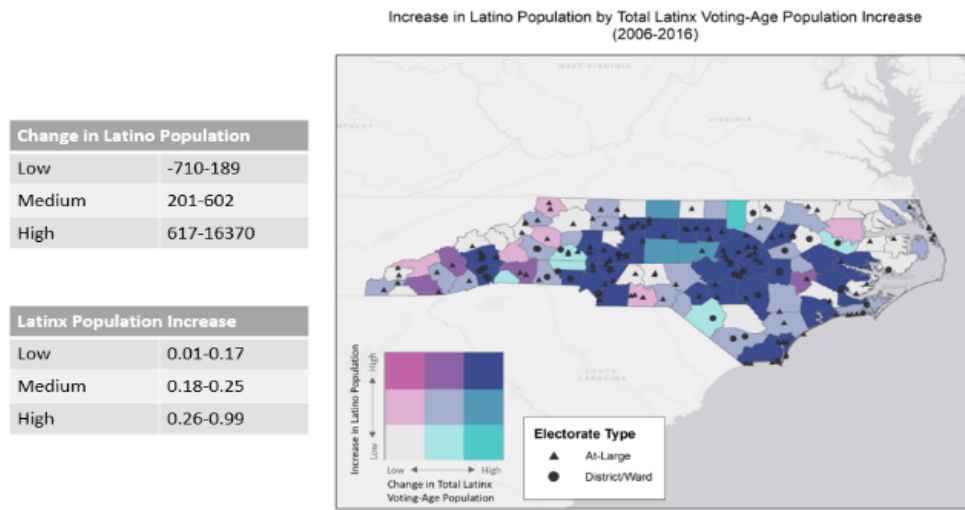 Increase in Latino Population by Total Latinx Voting-Age Population Increase
(2006-2016)
Change in Latino Population
Low -710-189
Medium 201-602
High 617-16370
Latinx Population Increase
Low 0.01-0.17
Medium 0.18-0.25
High 0.26-0.99
WEST VIRGINIA
VIRGINIA
SOUTH
CAROLINA
Increase in Latino Population
Low High
Low High
Change in Total Latinx
Voting-Age Population
Electorate Type
At-Large
District/Ward